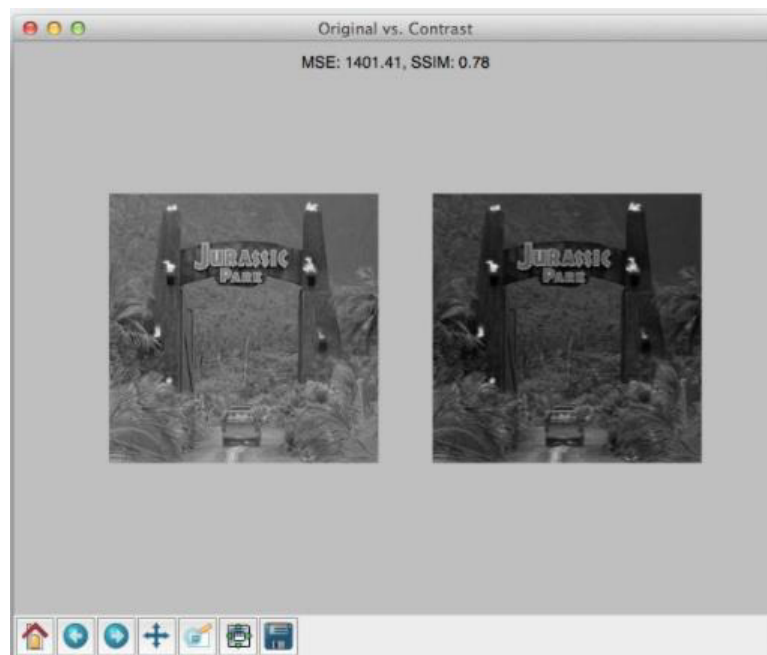 Original vs. Contrast
MSE: 1401.41, SSIM: 0.78
JURASSIC
PARK
JURASSIC
PARK